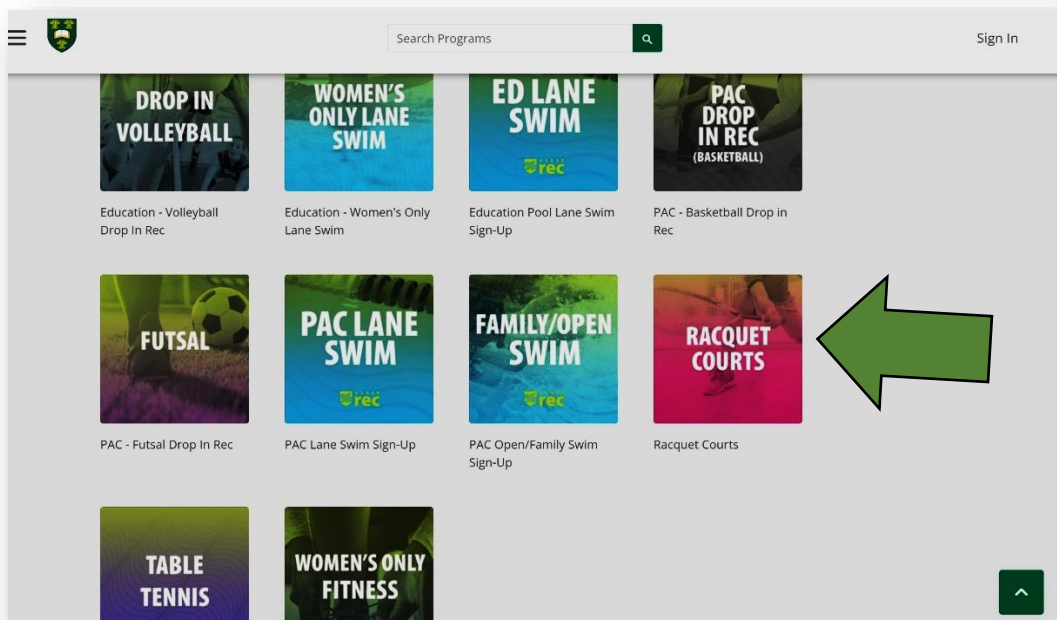 Search Programs
Sign In
DROP IN
VOLLEYBALL
WOMEN'S
ONLY LANE
SWIM
ED LANE
SWIM
rec
PAC
DROP
IN REC
(BASKETBALL)
Education - Volleyball
Drop In Rec
Education - Women's Only
Lane Swim
Education Pool Lane Swim
Sign-Up
PAC - Basketball Drop in
Rec
FUTSAL
PAC LANE
SWIM
rec
FAMILY/OPEN
SWIM
rec
RACQUET
COURTS
PAC - Futsal Drop In Rec
PAC Lane Swim Sign-Up
PAC Open/Family Swim
Sign-Up
Racquet Courts
TABLE
TENNIS
WOMEN'S ONLY
FITNESS